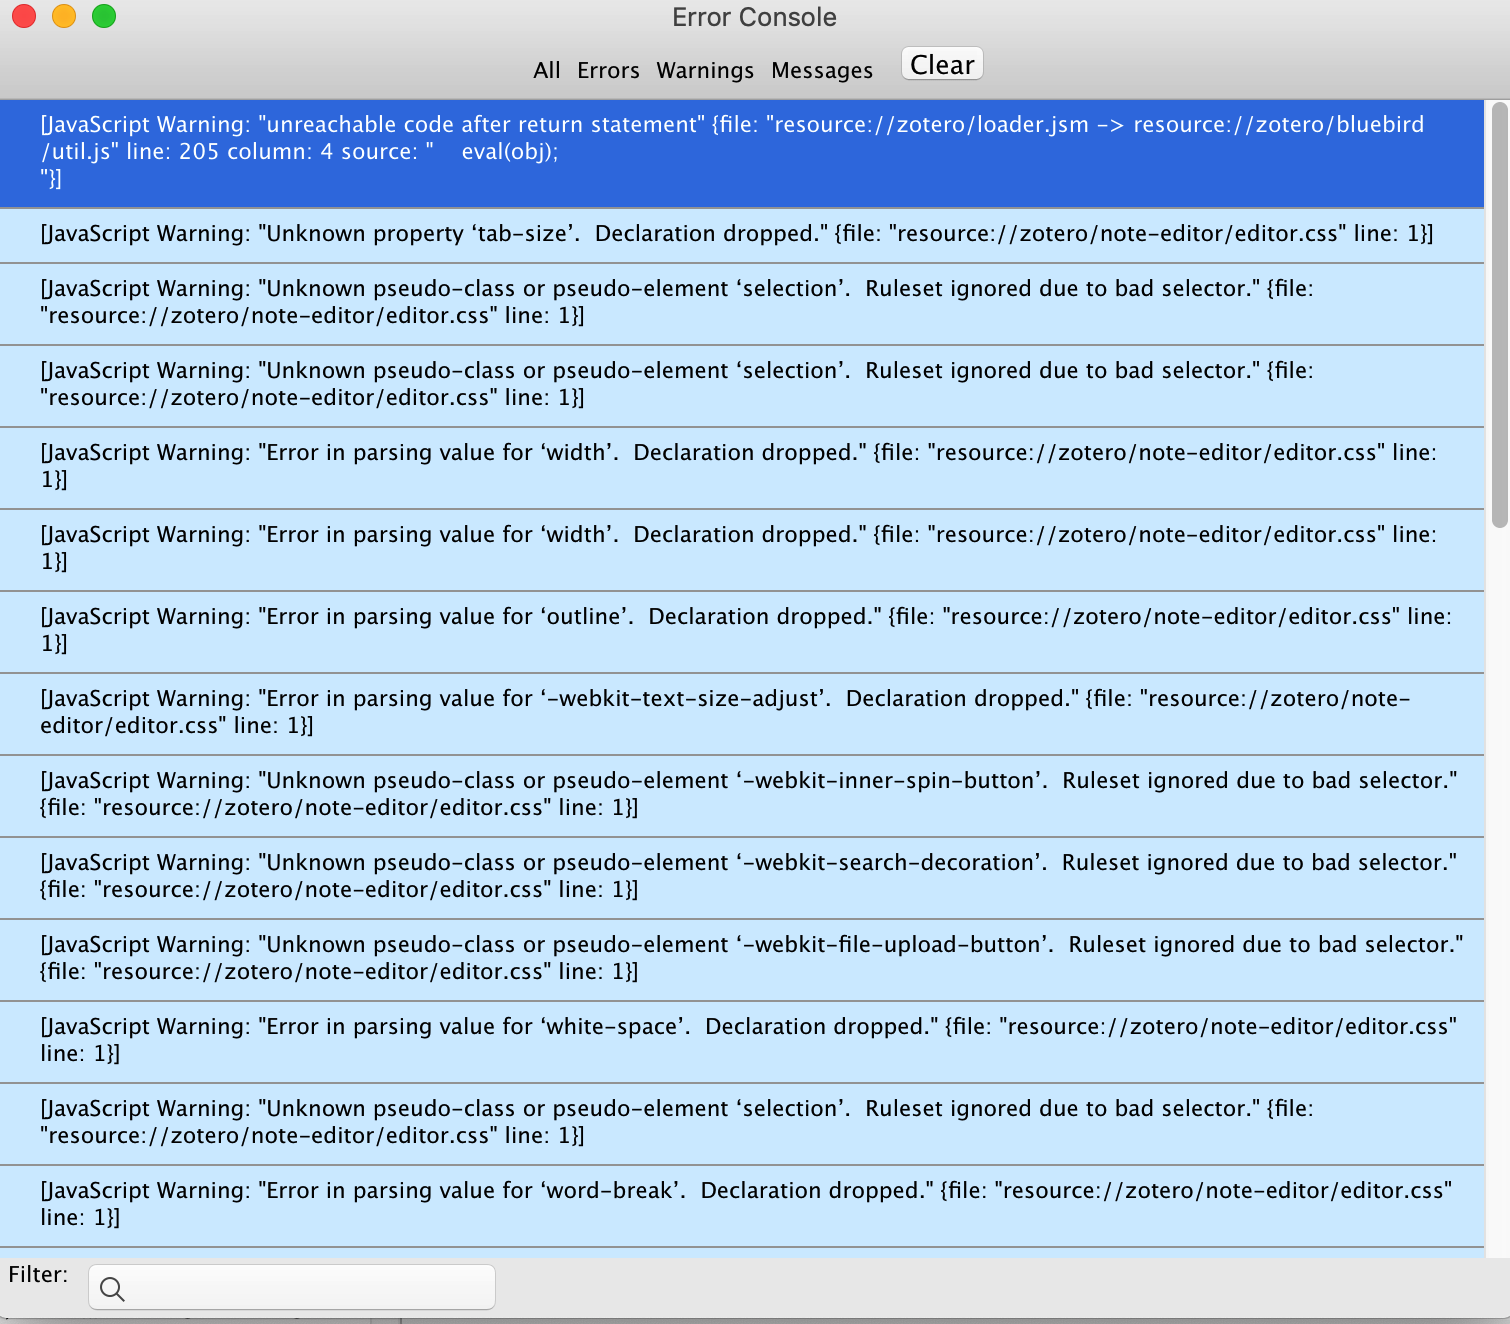 Error Console
All Errors Warnings Messages Clear
[JavaScript Warning: "unreachable code after return statement" {file: "resource://zotero/loader.jsm -> resource://zotero/bluebird
/util.js" line: 205 column: 4 source: "    eval(obj);
"}]
[JavaScript Warning: "Unknown property ‘tab-size’.  Declaration dropped." {file: "resource://zotero/note-editor/editor.css" line: 1}]
[JavaScript Warning: "Unknown pseudo-class or pseudo-element ‘selection’.  Ruleset ignored due to bad selector." {file:
"resource://zotero/note-editor/editor.css" line: 1}]
[JavaScript Warning: "Unknown pseudo-class or pseudo-element ‘selection’.  Ruleset ignored due to bad selector." {file:
"resource://zotero/note-editor/editor.css" line: 1}]
[JavaScript Warning: "Error in parsing value for ‘width’.  Declaration dropped." {file: "resource://zotero/note-editor/editor.css" line:
1}]
[JavaScript Warning: "Error in parsing value for ‘width’.  Declaration dropped." {file: "resource://zotero/note-editor/editor.css" line:
1}]
[JavaScript Warning: "Error in parsing value for ‘outline’.  Declaration dropped." {file: "resource://zotero/note-editor/editor.css" line:
1}]
[JavaScript Warning: "Error in parsing value for ‘-webkit-text-size-adjust’.  Declaration dropped." {file: "resource://zotero/note-
editor/editor.css" line: 1}]
[JavaScript Warning: "Unknown pseudo-class or pseudo-element ‘-webkit-inner-spin-button’.  Ruleset ignored due to bad selector."
{file: "resource://zotero/note-editor/editor.css" line: 1}]
[JavaScript Warning: "Unknown pseudo-class or pseudo-element ‘-webkit-search-decoration’.  Ruleset ignored due to bad selector."
{file: "resource://zotero/note-editor/editor.css" line: 1}]
[JavaScript Warning: "Unknown pseudo-class or pseudo-element ‘-webkit-file-upload-button’.  Ruleset ignored due to bad selector."
{file: "resource://zotero/note-editor/editor.css" line: 1}]
[JavaScript Warning: "Error in parsing value for ‘white-space’.  Declaration dropped." {file: "resource://zotero/note-editor/editor.css"
line: 1}]
[JavaScript Warning: "Unknown pseudo-class or pseudo-element ‘selection’.  Ruleset ignored due to bad selector." {file:
"resource://zotero/note-editor/editor.css" line: 1}]
[JavaScript Warning: "Error in parsing value for ‘word-break’.  Declaration dropped." {file: "resource://zotero/note-editor/editor.css"
line: 1}]
Filter: